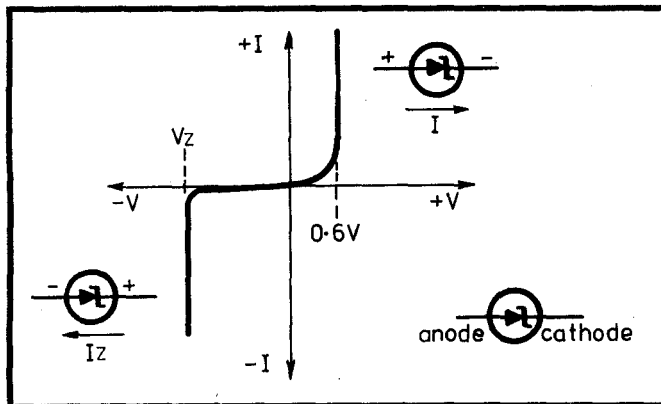 +I
+ -
I
Vz
-V +V
0·6V
- +
Iz
anode cathode
-I